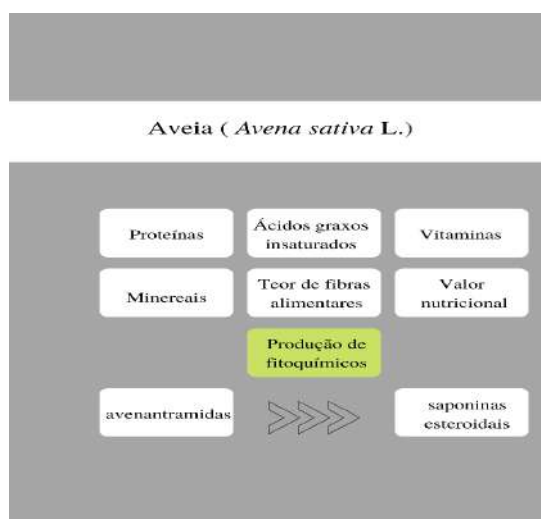 Aveia ( Avena sativa L.)
Proteínas
Ácidos graxos
insaturados
Vitaminas
Minereais
Teor de fibras
alimentares
Valor
nutricional
Produção de
fitoquímicos
avenantramidas
saponinas
esteroidais